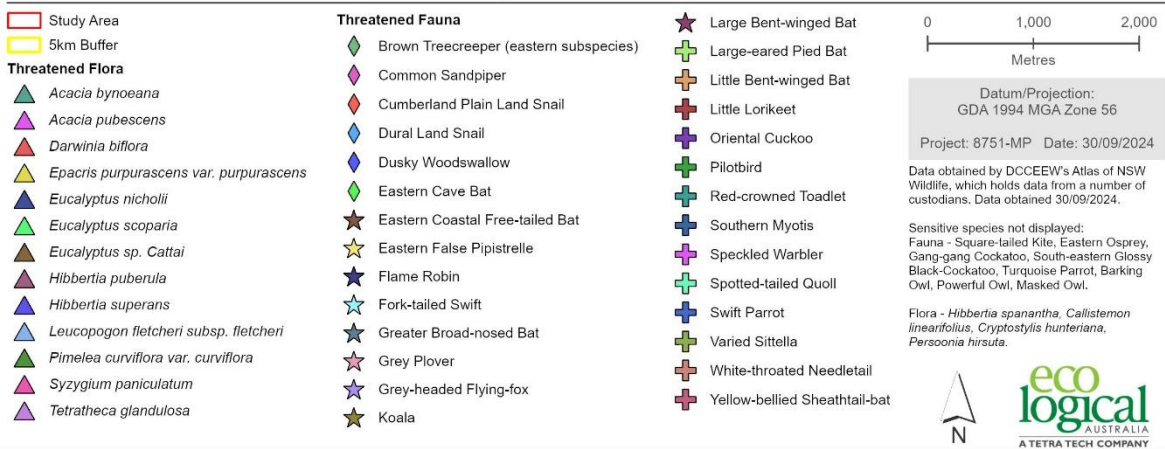 Study Area
5km Buffer
Threatened Flora
Acacia bynoeana
Acacia pubescens
Darwinia biflora
Epacris purpurascens var. purpurascens
Eucalyptus nicholii
Eucalyptus scoparia
Eucalyptus sp. Cattai
Hibbertia puberula
Hibbertia superans
Leucopogon fletcheri subsp. fletcheri
Pimelea curviflora var. curviflora
Syzygium paniculatum
Tetratheca glandulosa
Threatened Fauna
Brown Treecreeper (eastern subspecies)
Common Sandpiper
Cumberland Plain Land Snail
Dural Land Snail
Dusky Woodswallow
Eastern Cave Bat
Eastern Coastal Free-tailed Bat
Eastern False Pipistrelle
Flame Robin
Fork-tailed Swift
Greater Broad-nosed Bat
Grey Plover
Grey-headed Flying-fox
Koala
Large Bent-winged Bat
Large-eared Pied Bat
Little Bent-winged Bat
Little Lorikeet
Oriental Cuckoo
Pilotbird
Red-crowned Toadlet
Southern Myotis
Speckled Warbler
Spotted-tailed Quoll
Swift Parrot
Varied Sittella
White-throated Needletail
Yellow-bellied Sheathtail-bat
0 1,000 2,000
Metres
Datum/Projection:
GDA 1994 MGA Zone 56
Project: 8751-MP Date: 30/09/2024
Data obtained by DCCEEW's Atlas of NSW
Wildlife, which holds data from a number of
custodians. Data obtained 30/09/2024.
Sensitive species not displayed:
Fauna - Square-tailed Kite, Eastern Osprey,
Gang-gang Cockatoo, South-eastern Glossy
Black-Cockatoo, Turquoise Parrot, Barking
Owl, Powerful Owl, Masked Owl.
Flora - Hibbertia spanantha, Callistemon
linearifolius, Cryptostylis hunteriana,
Persoonia hirsuta.
N
eco
logical
AUSTRALIA
A TETRA TECH COMPANY